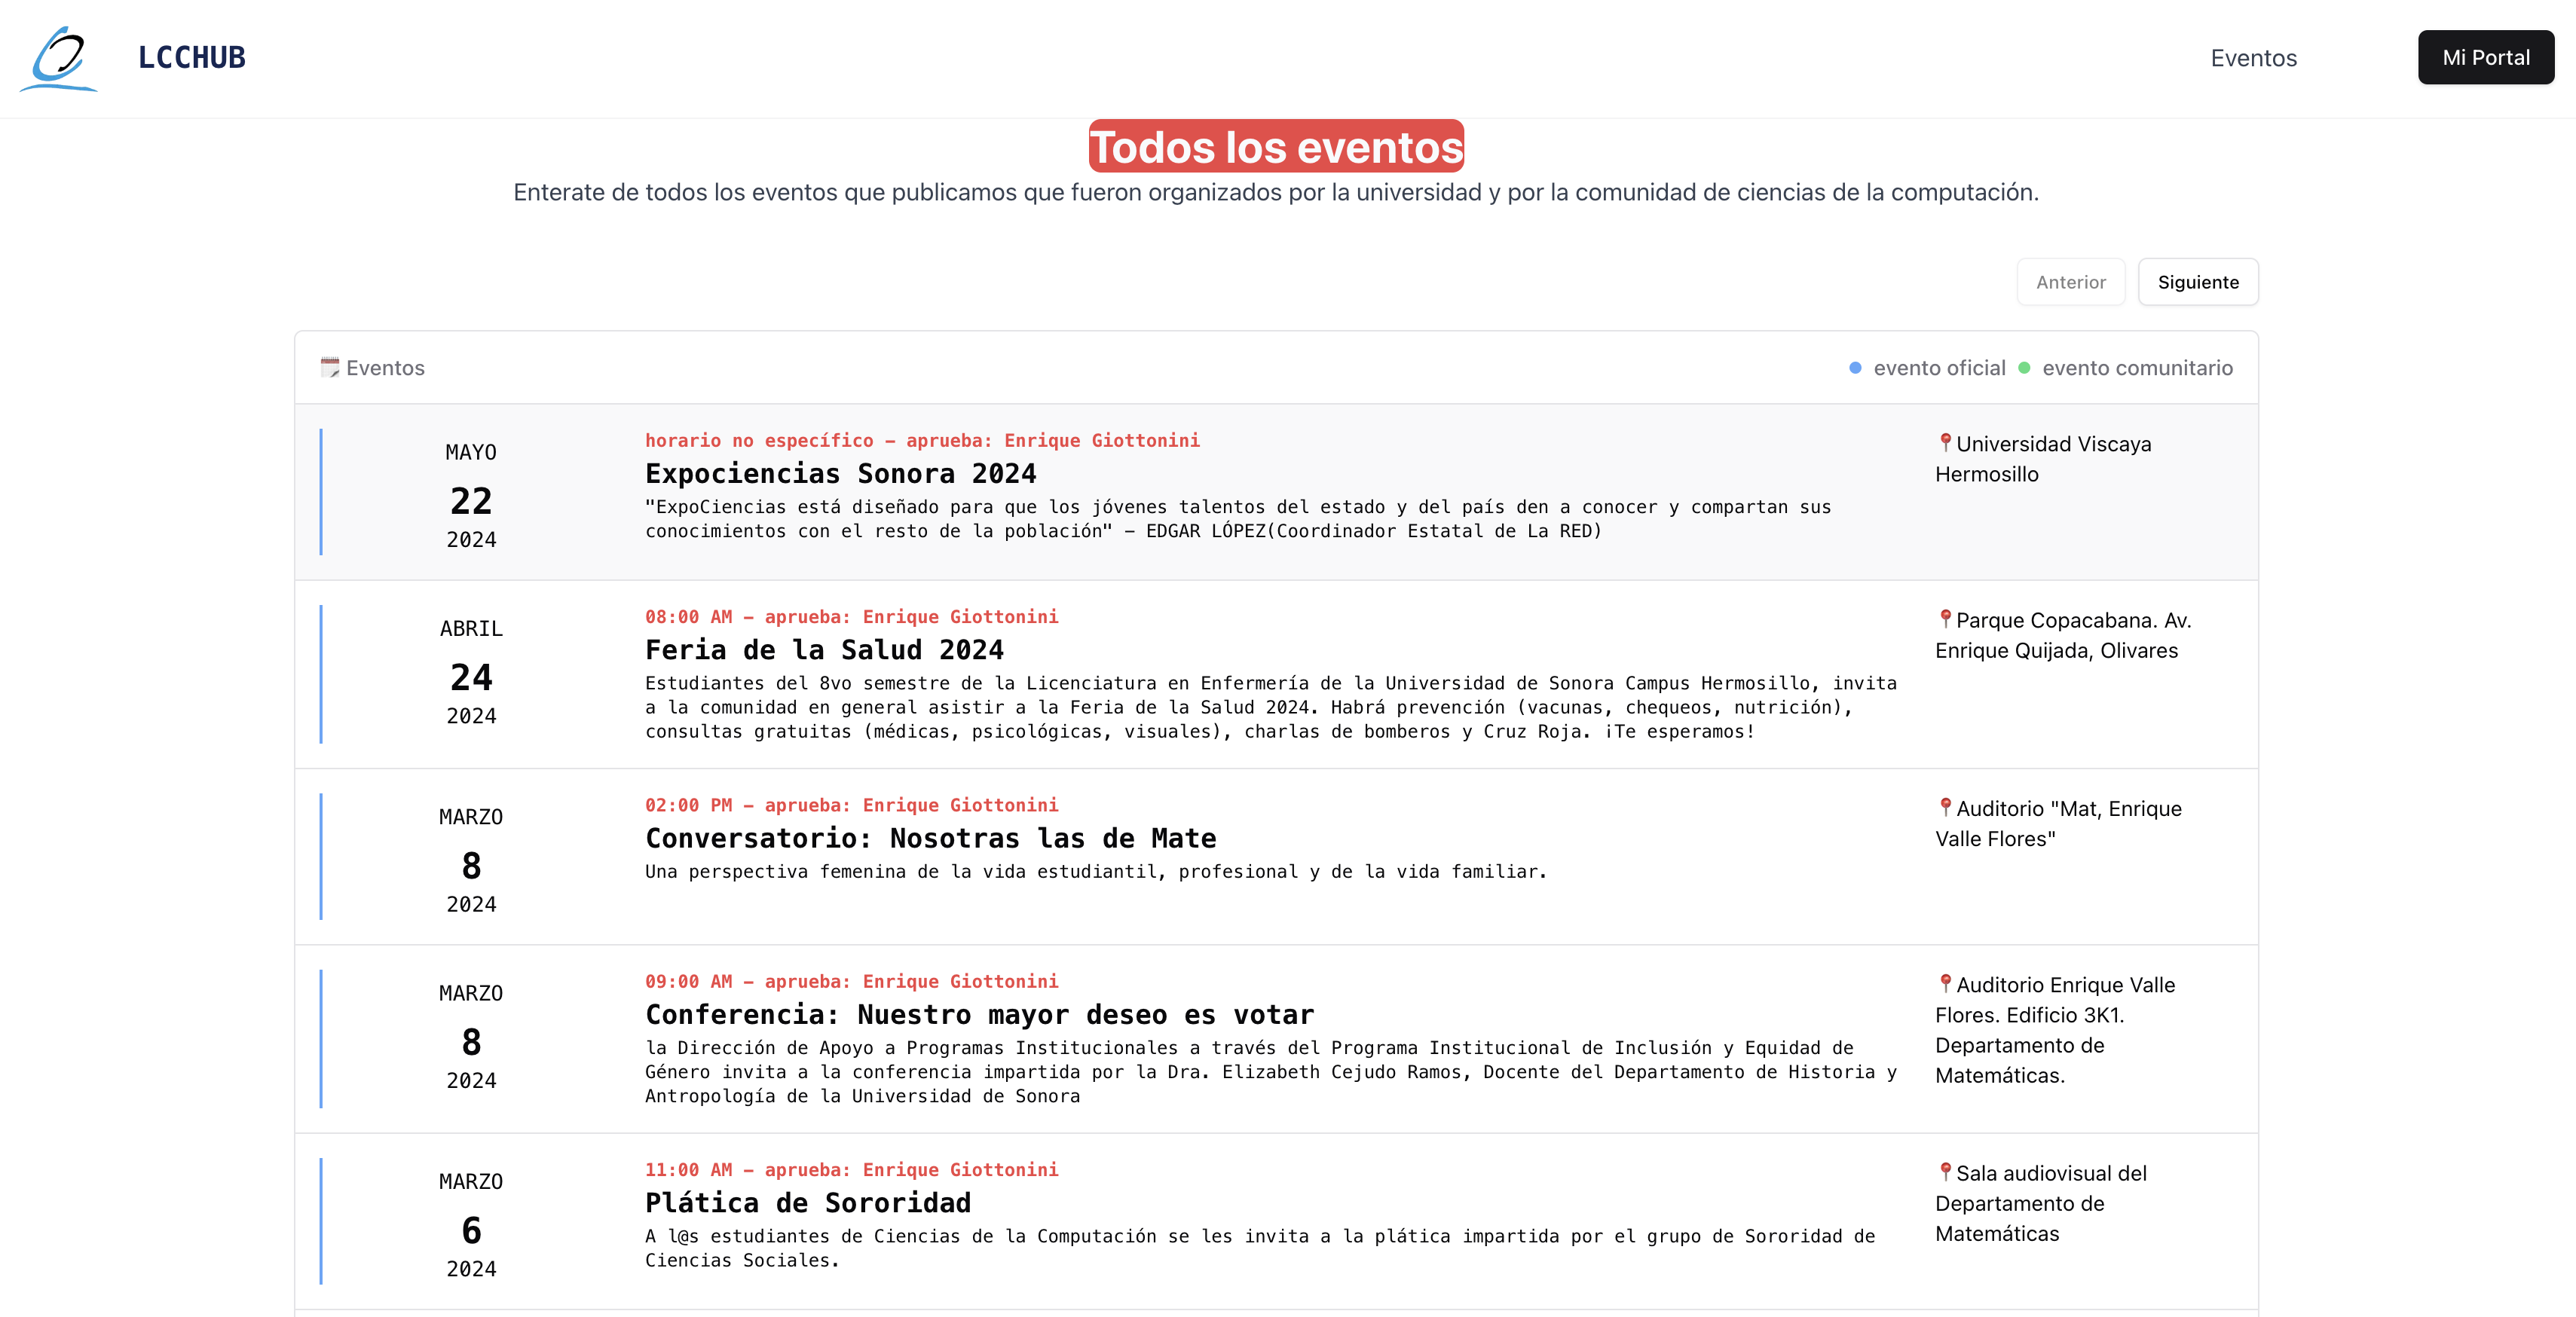 LCCHUB
Eventos
Mi Portal
Todos los eventos
Enterate de todos los eventos que publicamos que fueron organizados por la universidad y por la comunidad de ciencias de la computación.
Anterior
Siguiente
Eventos
evento oficial
evento comunitario
MAYO
22
2024
horario no específico – aprueba: Enrique Giottonini
Expociencias Sonora 2024
"ExpoCiencias está diseñado para que los jóvenes talentos del estado y del país den a conocer y compartan sus
conocimientos con el resto de la población" – EDGAR LÓPEZ(Coordinador Estatal de La RED)
Universidad Viscaya
Hermosillo
ABRIL
24
2024
08:00 AM – aprueba: Enrique Giottonini
Feria de la Salud 2024
Estudiantes del 8vo semestre de la Licenciatura en Enfermería de la Universidad de Sonora Campus Hermosillo, invita
a la comunidad en general asistir a la Feria de la Salud 2024. Habrá prevención (vacunas, chequeos, nutrición),
consultas gratuitas (médicas, psicológicas, visuales), charlas de bomberos y Cruz Roja. ¡Te esperamos!
Parque Copacabana. Av.
Enrique Quijada, Olivares
MARZO
8
2024
02:00 PM – aprueba: Enrique Giottonini
Conversatorio: Nosotras las de Mate
Una perspectiva femenina de la vida estudiantil, profesional y de la vida familiar.
Auditorio "Mat, Enrique
Valle Flores"
MARZO
8
2024
09:00 AM – aprueba: Enrique Giottonini
Conferencia: Nuestro mayor deseo es votar
la Dirección de Apoyo a Programas Institucionales a través del Programa Institucional de Inclusión y Equidad de
Género invita a la conferencia impartida por la Dra. Elizabeth Cejudo Ramos, Docente del Departamento de Historia y
Antropología de la Universidad de Sonora
Auditorio Enrique Valle
Flores. Edificio 3K1.
Departamento de
Matemáticas.
MARZO
6
2024
11:00 AM – aprueba: Enrique Giottonini
Plática de Sororidad
A l@s estudiantes de Ciencias de la Computación se les invita a la plática impartida por el grupo de Sororidad de
Ciencias Sociales.
Sala audiovisual del
Departamento de
Matemáticas